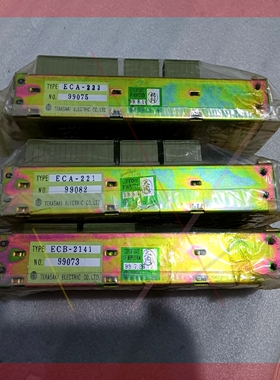 TYPE ECA-221
NO. 99075
TERASAKI ELECTRIC CO.,LTD.
TYPE ECA-221
NO. 99082
TERASAKI ELECTRIC CO.,LTD.
TYPE ECB-2141
NO. 99073
TERASAKI ELECTRIC CO.,LTD.